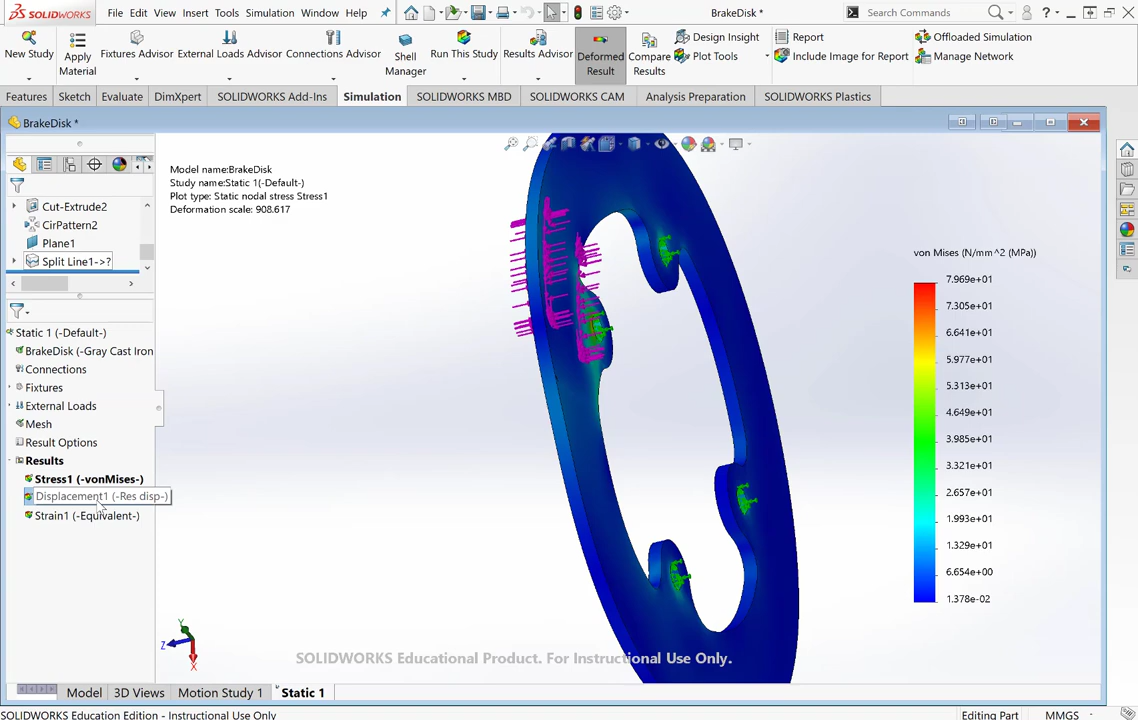 SOLIDWORKS File Edit View Insert Tools Simulation Window Help BrakeDisk * Search Commands ?
New Study Apply Material Fixtures Advisor External Loads Advisor Connections Advisor Shell Manager Run This Study Results Advisor Deformed Result Compare Results Design Insight Plot Tools Report Include Image for Report Offloaded Simulation Manage Network
Features Sketch Evaluate DimXpert SOLIDWORKS Add-Ins Simulation SOLIDWORKS MBD SOLIDWORKS CAM Analysis Preparation SOLIDWORKS Plastics
BrakeDisk *
Cut-Extrude2
CirPattern2
Plane1
Split Line1->?
Static 1 (-Default-)
BrakeDisk (-Gray Cast Iron
Connections
Fixtures
External Loads
Mesh
Result Options
Results
Stress1 (-vonMises-)
Displacement1 (-Res disp-)
Strain1 (-Equivalent-)
Model name:BrakeDisk
Study name:Static 1(-Default-)
Plot type: Static nodal stress Stress1
Deformation scale: 908.617
von Mises (N/mm^2 (MPa))
7.969e+01
7.305e+01
6.641e+01
5.977e+01
5.313e+01
4.649e+01
3.985e+01
3.321e+01
2.657e+01
1.993e+01
1.329e+01
6.654e+00
1.378e-02
Y
Z
X
SOLIDWORKS Educational Product. For Instructional Use Only.
Model 3D Views Motion Study 1 Static 1
SOLIDWORKS Education Edition - Instructional Use Only Editing Part MMGS